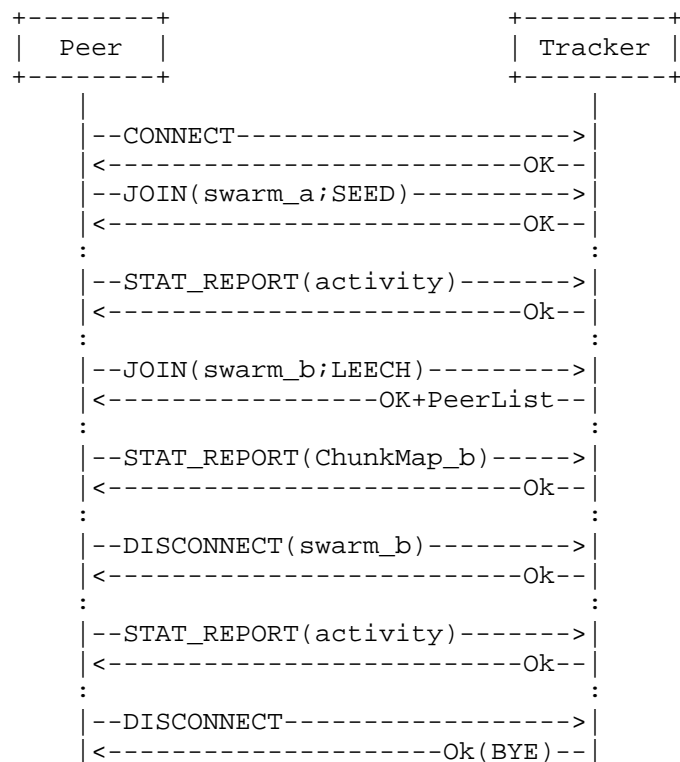 +--------+                     +---------+
|  Peer  |                     | Tracker |
+--------+                     +---------+
    |                               |
    |--CONNECT--------------------->|
    |<--------------------------OK--|
    |--JOIN(swarm_a;SEED)---------->|
    |<--------------------------OK--|
    :                               :
    |--STAT_REPORT(activity)------->|
    |<--------------------------Ok--|
    :                               :
    |--JOIN(swarm_b;LEECH)--------->|
    |<-----------------OK+PeerList--|
    :                               :
    |--STAT_REPORT(ChunkMap_b)----->|
    |<--------------------------Ok--|
    :                               :
    |--DISCONNECT(swarm_b)--------->|
    |<--------------------------Ok--|
    :                               :
    |--STAT_REPORT(activity)------->|
    |<--------------------------Ok--|
    :                               :
    |--DISCONNECT------------------>|
    |<---------------------Ok(BYE)--|